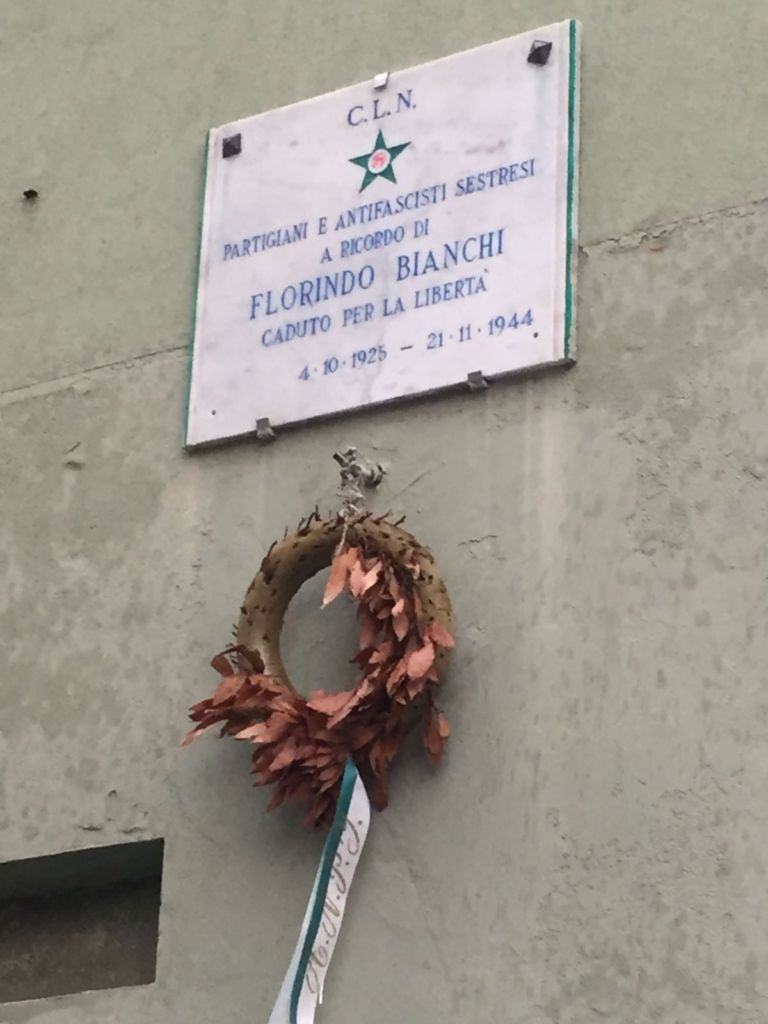 C.L.N.
PARTIGIANI E ANTIFASCISTI SESTRESI
A RICORDO DI
FLORINDO BIANCHI
CADUTO PER LA LIBERTÀ
4·10·1925 – 21·11·1944
A.N.P.I.